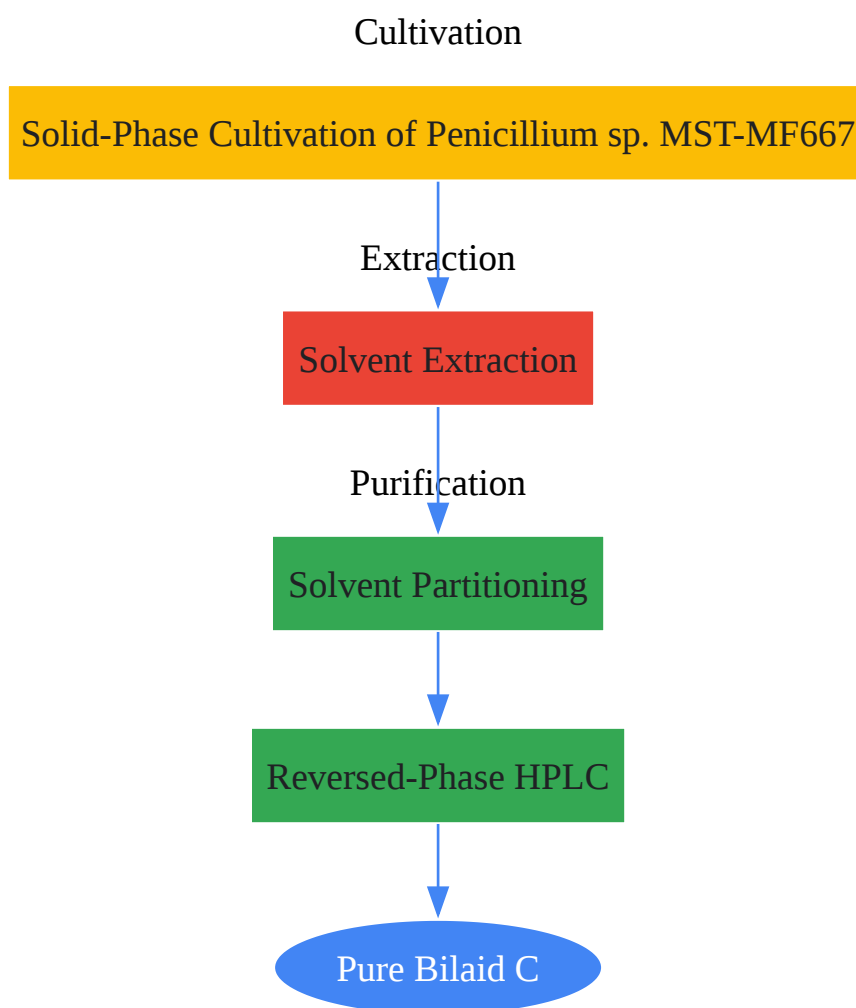 Cultivation
Solid-Phase Cultivation of Penicillium sp. MST-MF667
Extraction
Solvent Extraction
Purification
Solvent Partitioning
Reversed-Phase HPLC
Pure Bilaid C